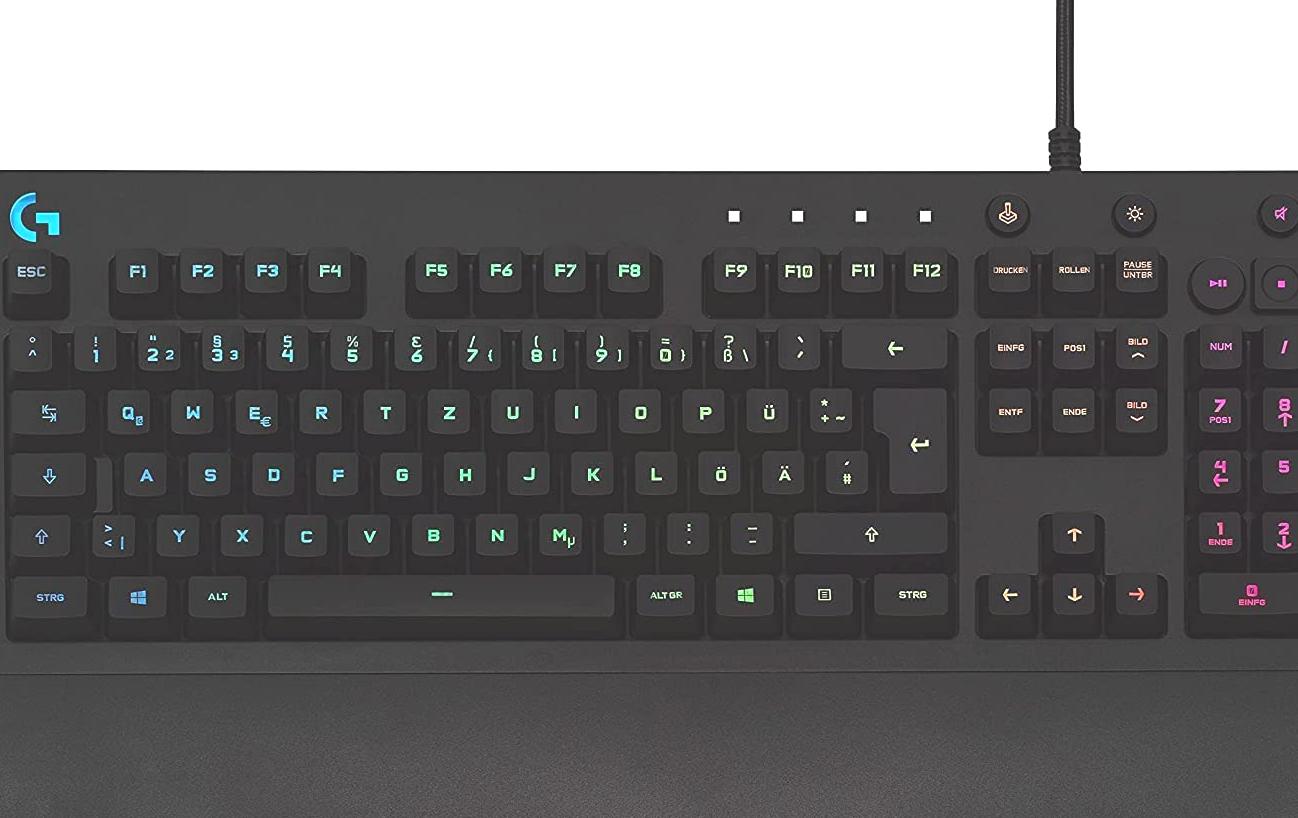 G
ESC F1 F2 F3 F4 F5 F6 F7 F8 F9 F10 F11 F12 DRUCKEN ROLLEN PAUSE
UNTBR
° ! " § $ % & / ( ) = ? `
^ 1 2 2 3 3 4 5 6 7 { 8 [ 9 ] 0 } ß \ ´ ← EINFG POS1 BILD NUM /
Q W E € R T Z U I O P Ü * + ~ ENTF ENDE BILD 7 8
POS1
A S D F G H J K L Ö Ä ' # 4 5
> < | Y X C V B N M µ ; , : . _ - 1 2
ENDE
STRG ALT ALT GR STRG 0
EINFG